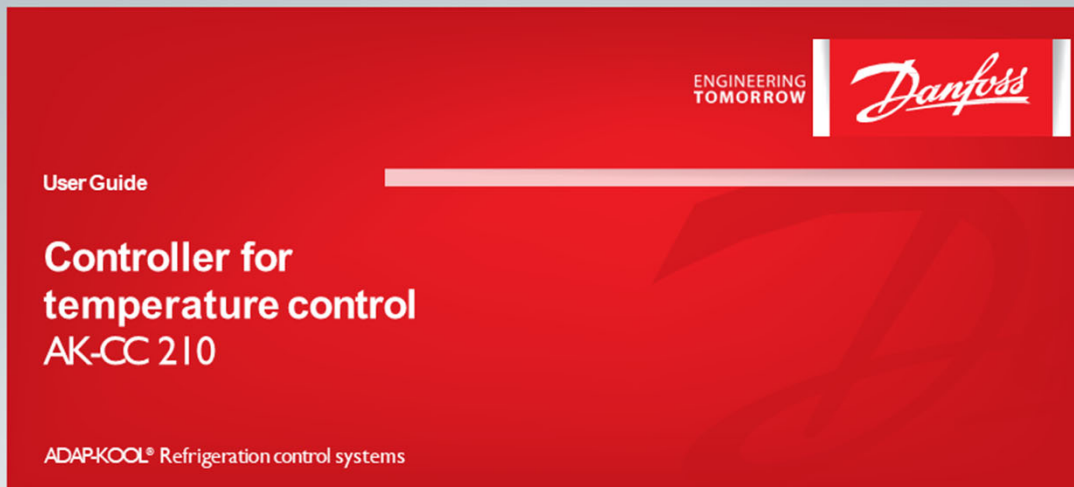 ENGINEERING
TOMORROW
Danfoss
User Guide
Controller for
temperature control
AK-CC 210
ADAP-KOOL® Refrigeration control systems